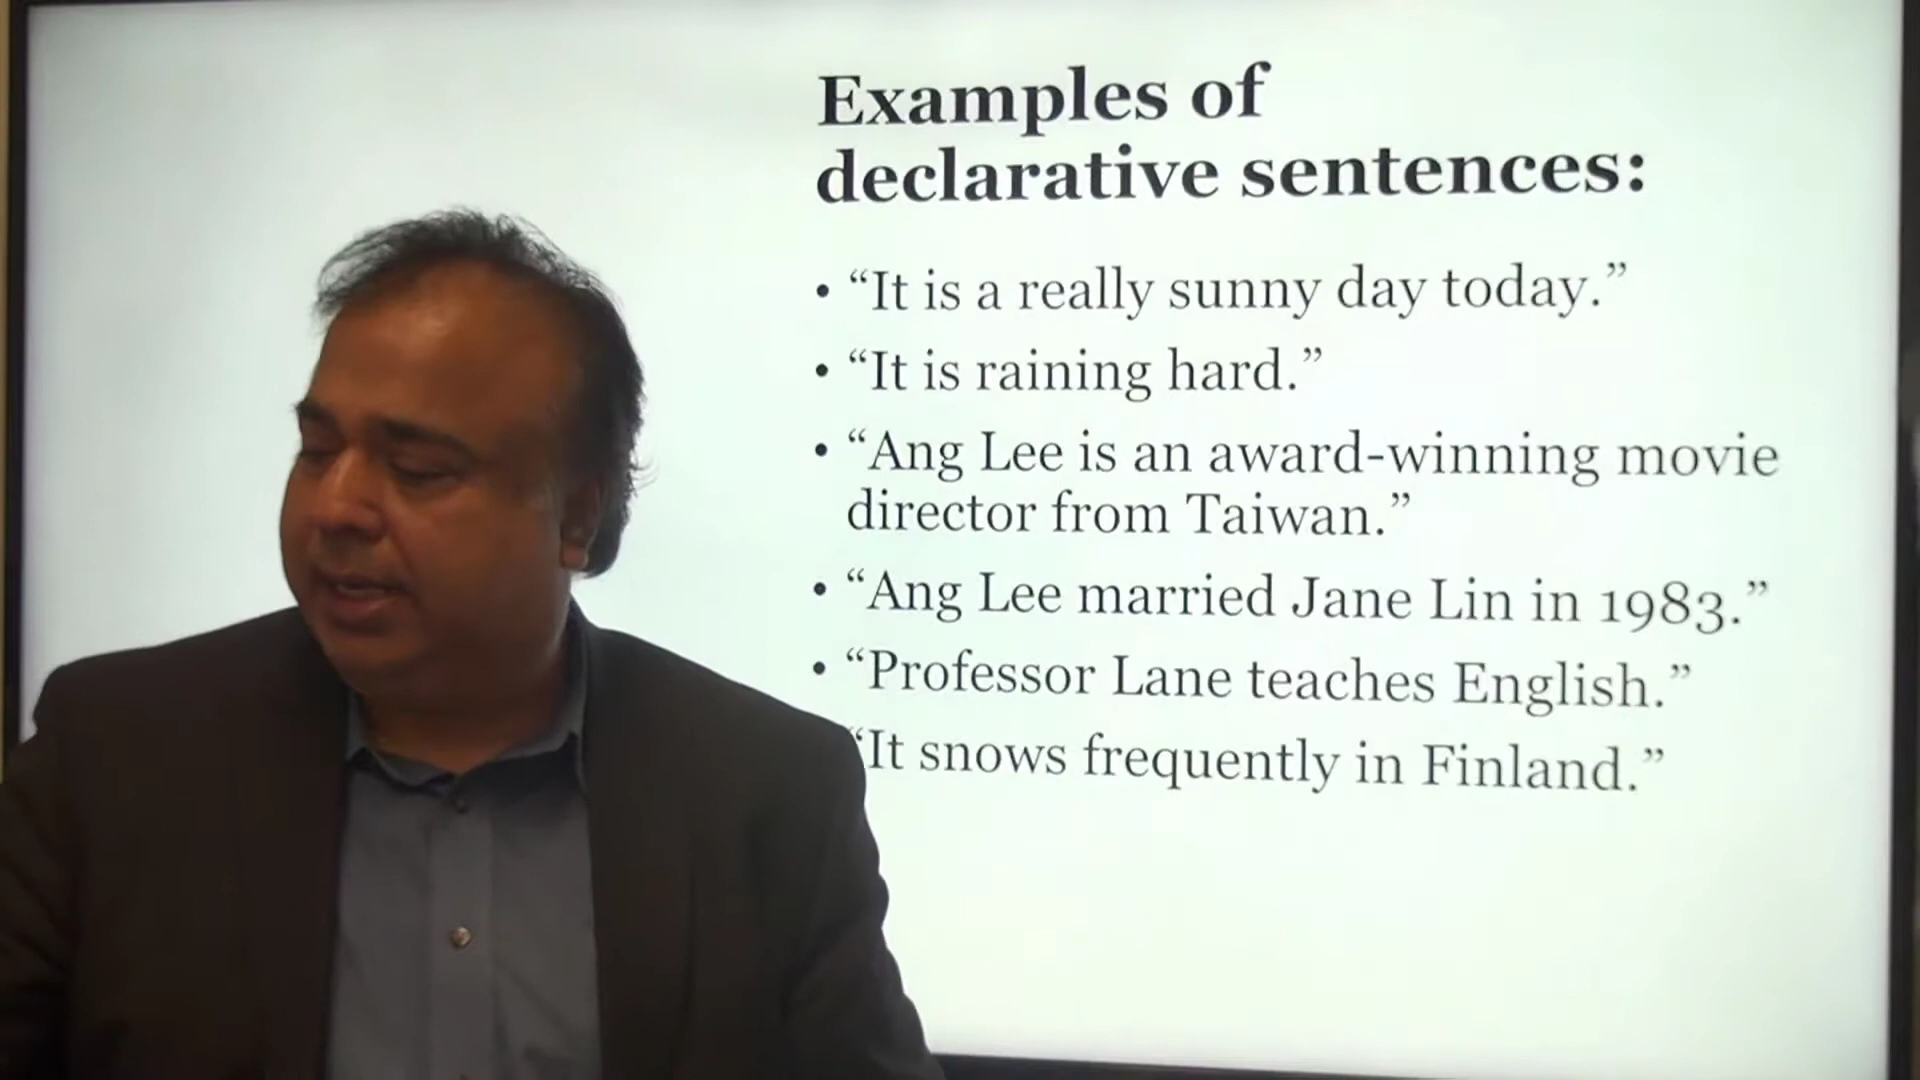 Examples of
declarative sentences:
• “It is a really sunny day today.”
• “It is raining hard.”
• “Ang Lee is an award-winning movie
director from Taiwan.”
• “Ang Lee married Jane Lin in 1983.”
• “Professor Lane teaches English.”
“It snows frequently in Finland.”